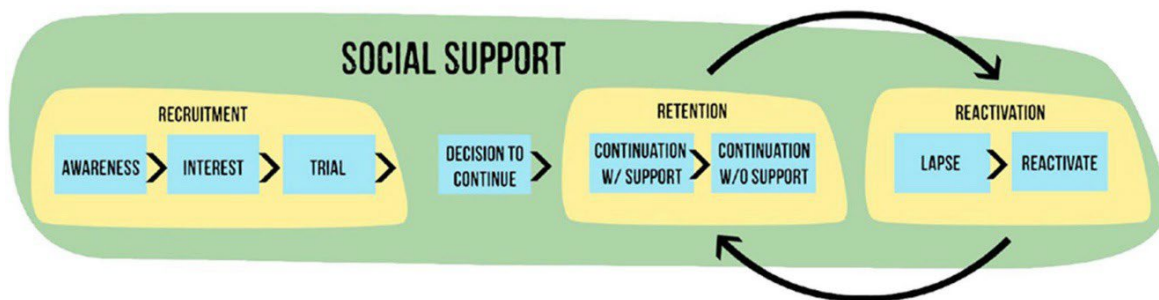 SOCIAL SUPPORT
RECRUITMENT
AWARENESS
INTEREST
TRIAL
DECISION TO
CONTINUE
RETENTION
CONTINUATION
W/ SUPPORT
CONTINUATION
W/O SUPPORT
REACTIVATION
LAPSE
REACTIVATE